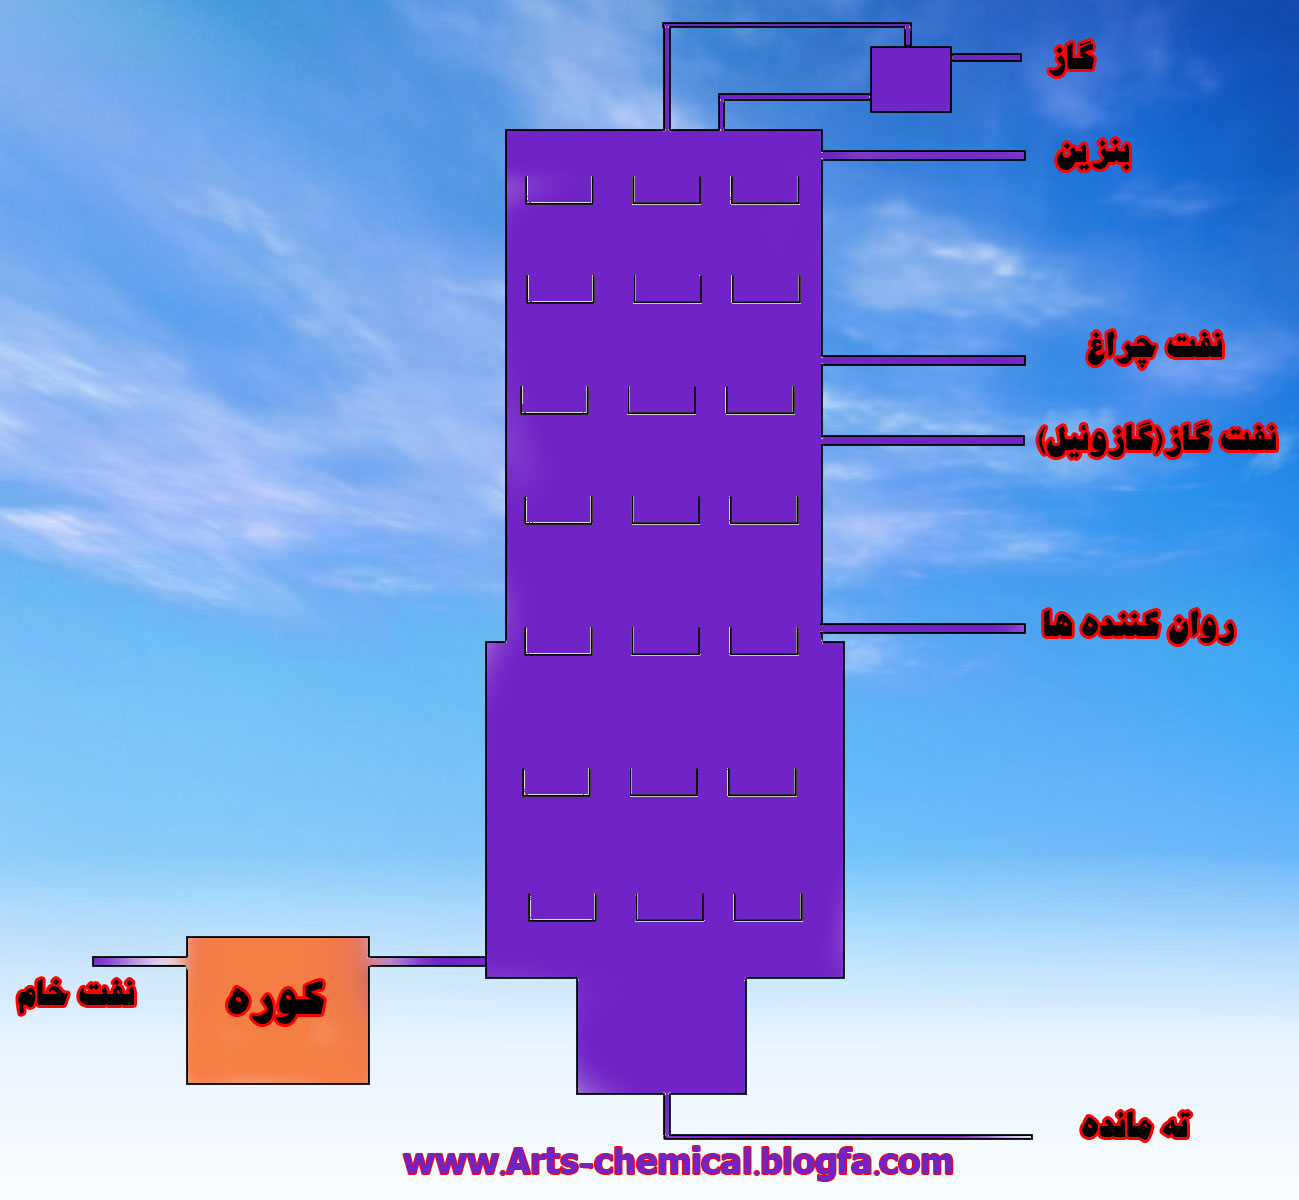 گاز
بنزین
نفت چراغ
نفت گاز(گازوئیل)
روان کننده ها
نفت خام
کوره
ته مانده
www.Arts-chemical.blogfa.com